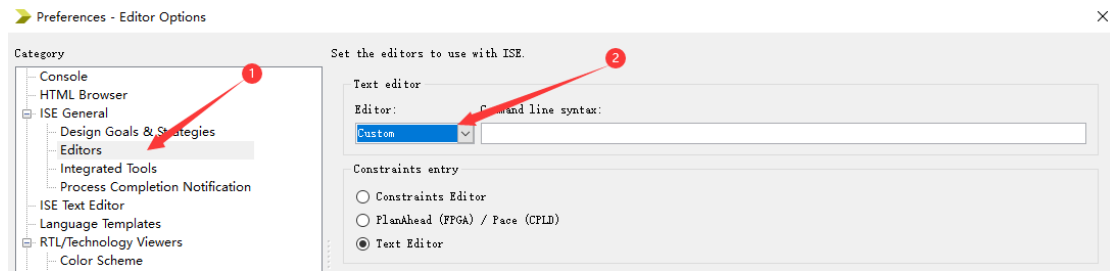 Preferences - Editor Options
Category
Console
HTML Browser
ISE General
Design Goals & Strategies
Editors
Integrated Tools
Process Completion Notification
ISE Text Editor
Language Templates
RTL/Technology Viewers
Color Scheme
1
Set the editors to use with ISE.
2
Text editor
Editor:
Command line syntax:
Custom
Constraints entry
Constraints Editor
PlanAhead (FPGA) / Pace (CPLD)
Text Editor